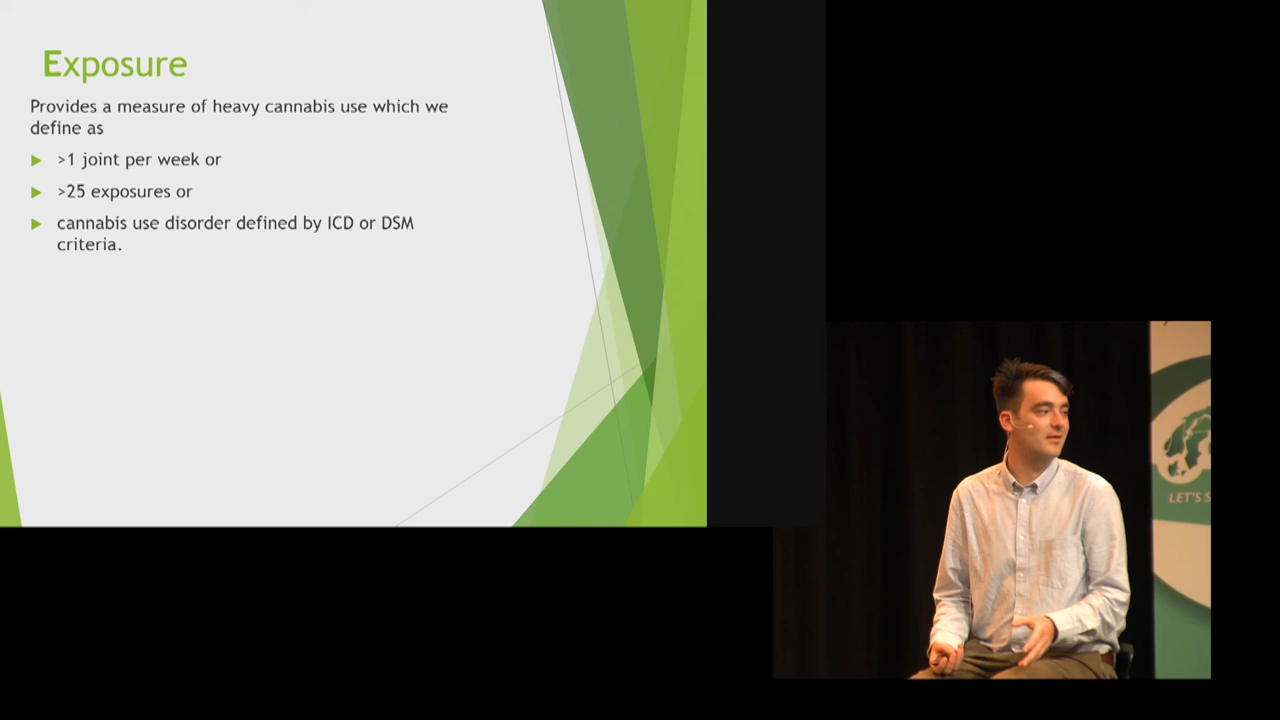 Exposure
Provides a measure of heavy cannabis use which we
define as
>1 joint per week or
>25 exposures or
cannabis use disorder defined by ICD or DSM
criteria.
LET'S